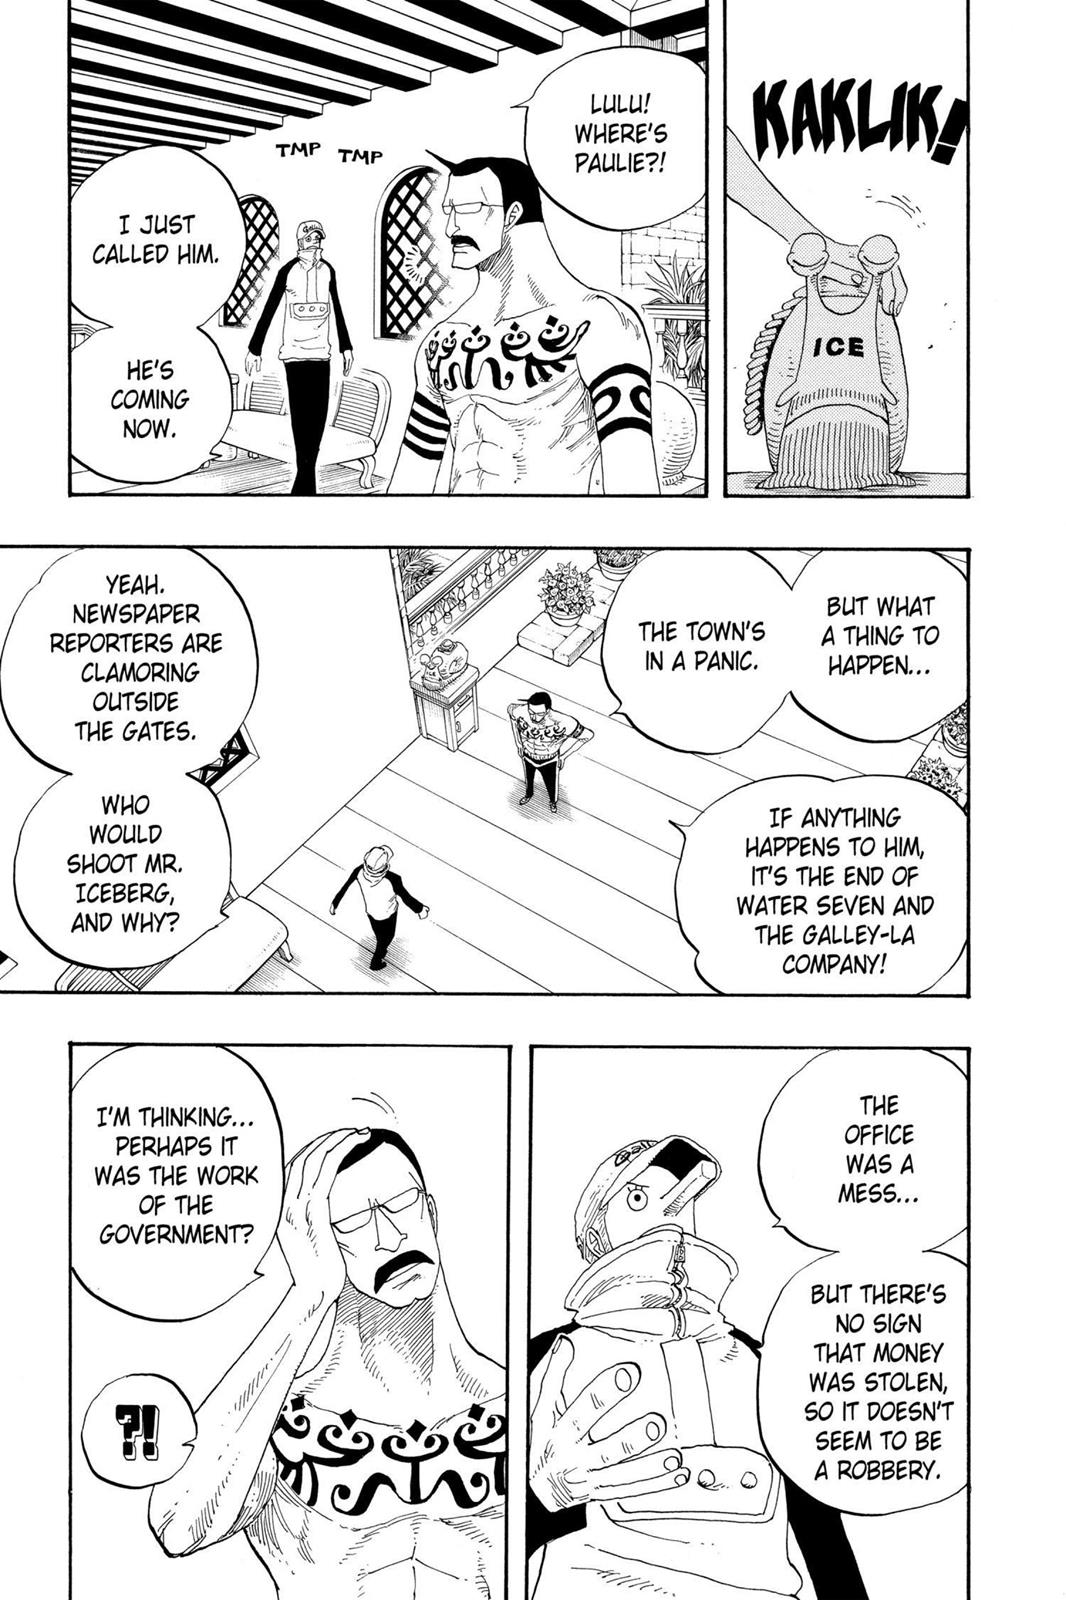 KAKLIK!
ICE
LULU!
WHERE'S
PAULIE?!
TMP TMP
I JUST
CALLED HIM.
HE'S
COMING
NOW.
BUT WHAT
A THING TO
HAPPEN...
THE TOWN'S
IN A PANIC.
IF ANYTHING
HAPPENS TO HIM,
IT'S THE END OF
WATER SEVEN AND
THE GALLEY-LA
COMPANY!
YEAH.
NEWSPAPER
REPORTERS ARE
CLAMORING
OUTSIDE
THE GATES.
WHO
WOULD
SHOOT MR.
ICEBERG,
AND WHY?
THE
OFFICE
WAS A
MESS...
BUT THERE'S
NO SIGN
THAT MONEY
WAS STOLEN,
SO IT DOESN'T
SEEM TO BE
A ROBBERY.
I'M THINKING...
PERHAPS IT
WAS THE WORK
OF THE
GOVERNMENT?
?!